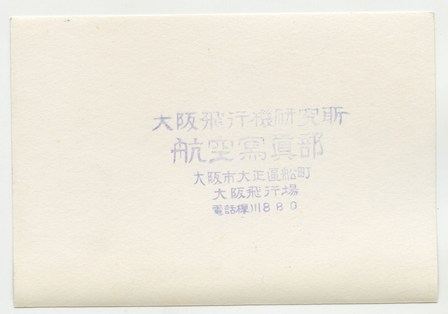 大阪飛行機研究所
航空寫眞部
大阪市大正區船町
大阪飛行場
電話櫻川880